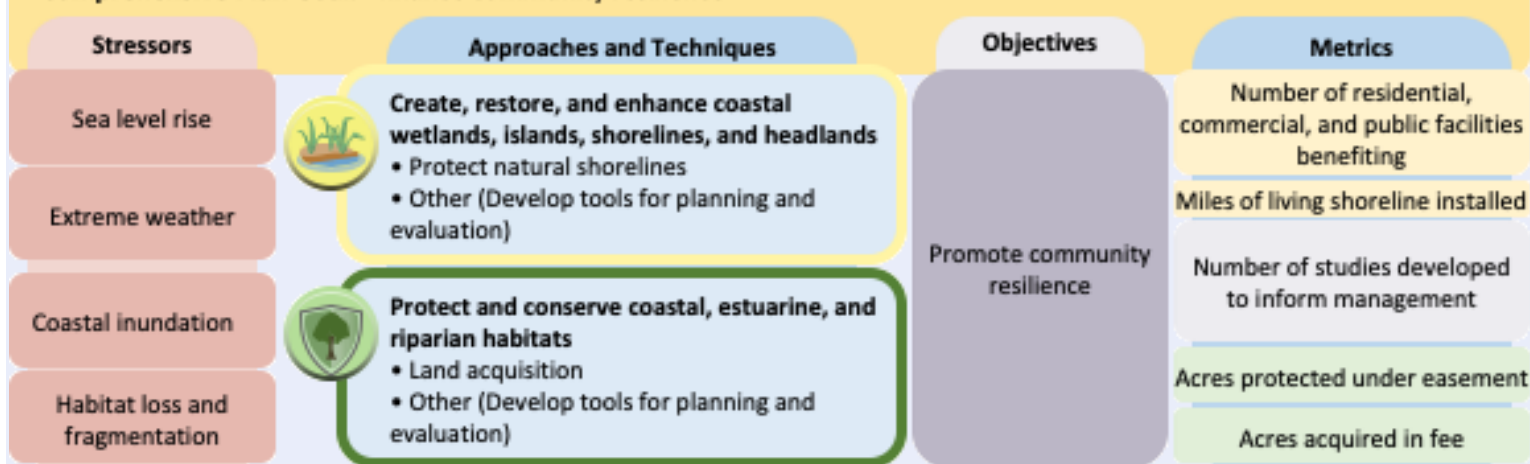 Stressors
Approaches and Techniques
Objectives
Metrics
Sea level rise
Extreme weather
Coastal inundation
Habitat loss and
fragmentation
Create, restore, and enhance coastal
wetlands, islands, shorelines, and headlands
• Protect natural shorelines
• Other (Develop tools for planning and
evaluation)
Protect and conserve coastal, estuarine, and
riparian habitats
• Land acquisition
• Other (Develop tools for planning and
evaluation)
Promote community
resilience
Number of residential,
commercial, and public facilities
benefiting
Miles of living shoreline installed
Number of studies developed
to inform management
Acres protected under easement
Acres acquired in fee